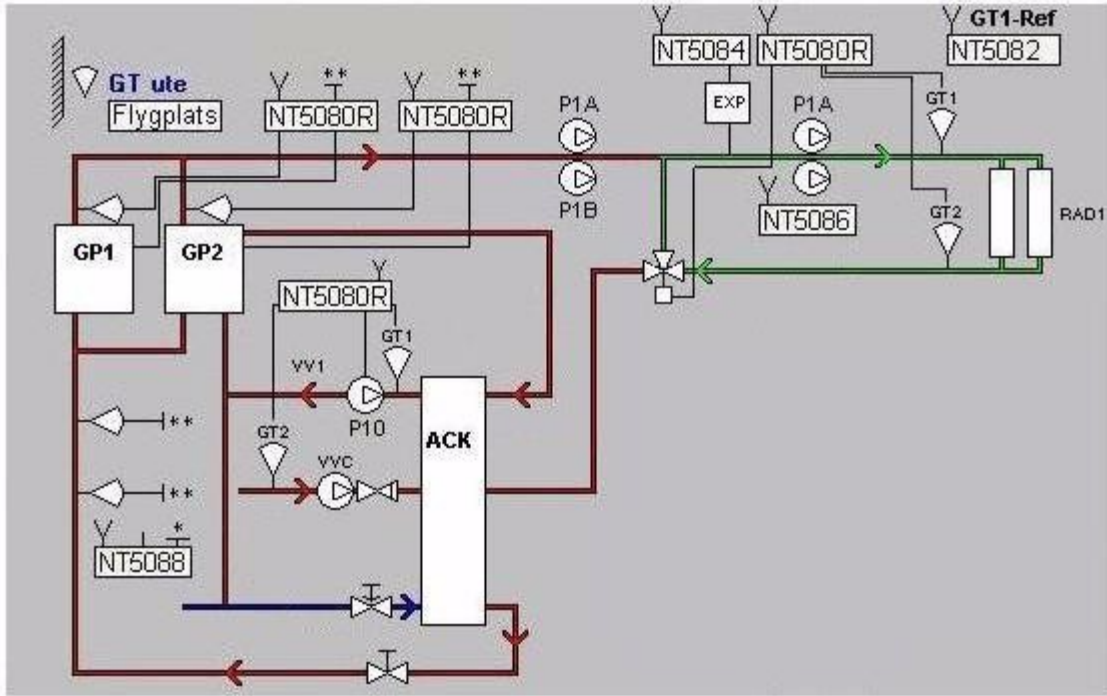 GT1-Ref
NT5084
NT5080R
NT5082
GT ute
Flygplats
**
**
NT5080R
NT5080R
EXP
P1A
P1A
GT1
P1B
NT5086
GT2
RAD1
GP1
GP2
NT5080R
GT1
VV1
P10
**
GT2
ACK
VVC
**
*
NT5088